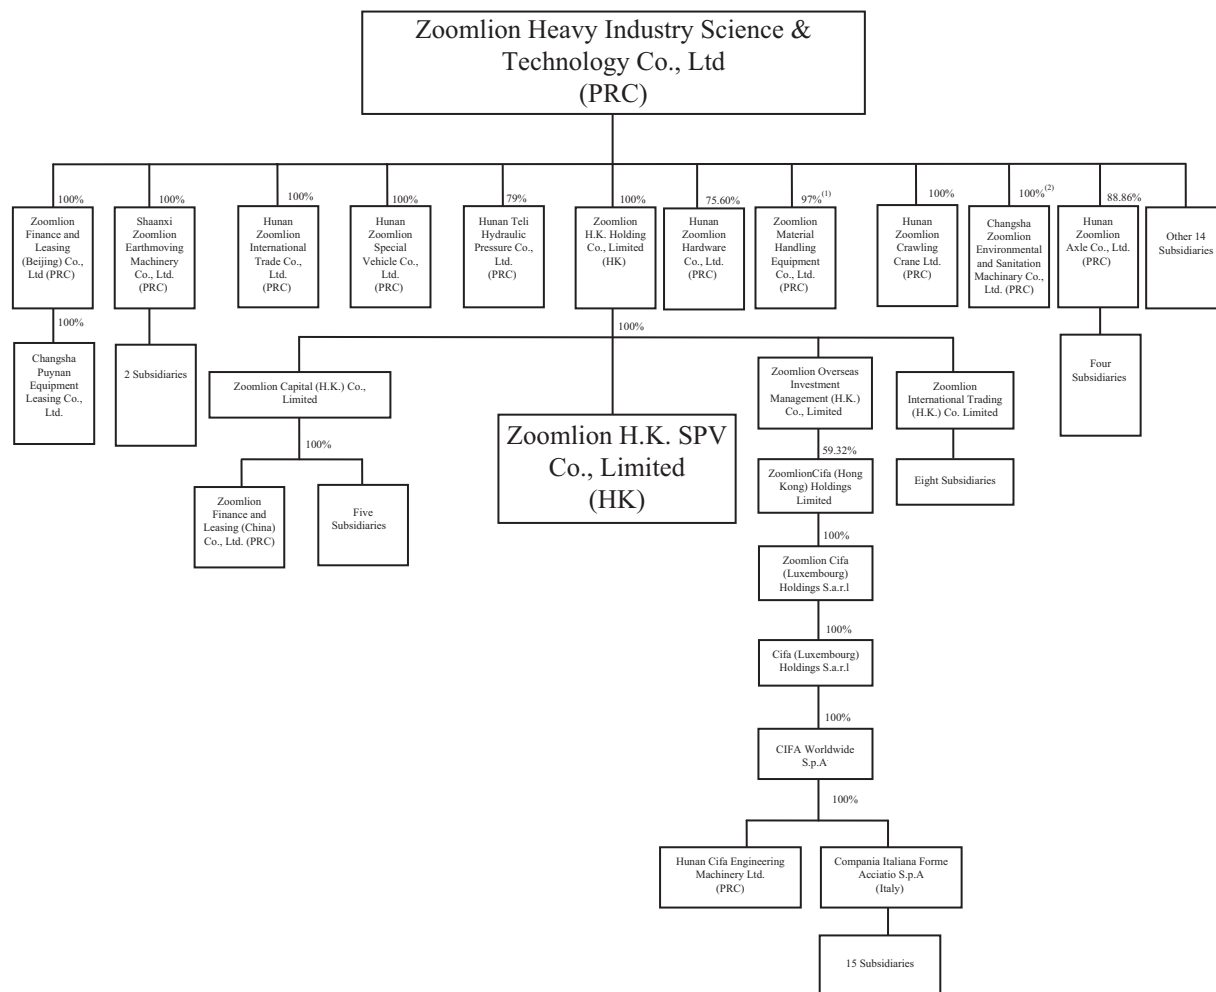 Zoomlion Heavy Industry Science &
Technology Co., Ltd
(PRC)
100%
100%
100%
100%
79%
100%
75.60%
97%(1)
100%
100%(2)
88.86%
Zoomlion
Finance and
Leasing
(Beijing) Co.,
Ltd (PRC)
Shaanxi
Zoomlion
Earthmoving
Machinery
Co., Ltd.
(PRC)
Hunan
Zoomlion
International
Trade Co.,
Ltd.
(PRC)
Hunan
Zoomlion
Special
Vehicle Co.,
Ltd.
(PRC)
Hunan Teli
Hydraulic
Pressure Co.,
Ltd.
(PRC)
Zoomlion
H.K. Holding
Co., Limited
(HK)
Hunan
Zoomlion
Hardware
Co., Ltd.
(PRC)
Zoomlion
Material
Handling
Equipment
Co., Ltd.
(PRC)
Hunan
Zoomlion
Crawling
Crane Ltd.
(PRC)
Changsha
Zoomlion
Environmental
and Sanitation
Machinary Co.,
Ltd. (PRC)
Hunan
Zoomlion
Axle Co., Ltd.
(PRC)
Other 14
Subsidiaries
100%
100%
Changsha
Puynan
Equipment
Leasing Co.,
Ltd.
2 Subsidiaries
Zoomlion Capital (H.K.) Co.,
Limited
Zoomlion H.K. SPV
Co., Limited
(HK)
Zoomlion Overseas
Investment
Management (H.K.)
Co., Limited
Zoomlion
International Trading
(H.K.) Co. Limited
Four
Subsidiaries
100%
59.32%
Zoomlion
Finance and
Leasing (China)
Co., Ltd. (PRC)
Five
Subsidiaries
ZoomlionCifa (Hong
Kong) Holdings
Limited
Eight Subsidiaries
100%
Zoomlion Cifa
(Luxembourg)
Holdings S.a.r.l
100%
Cifa (Luxembourg)
Holdings S.a.r.l
100%
CIFA Worldwide
S.p.A
100%
Hunan Cifa Engineering
Machinery Ltd.
(PRC)
Compania Italiana Forme
Acciatio S.p.A
(Italy)
15 Subsidiaries